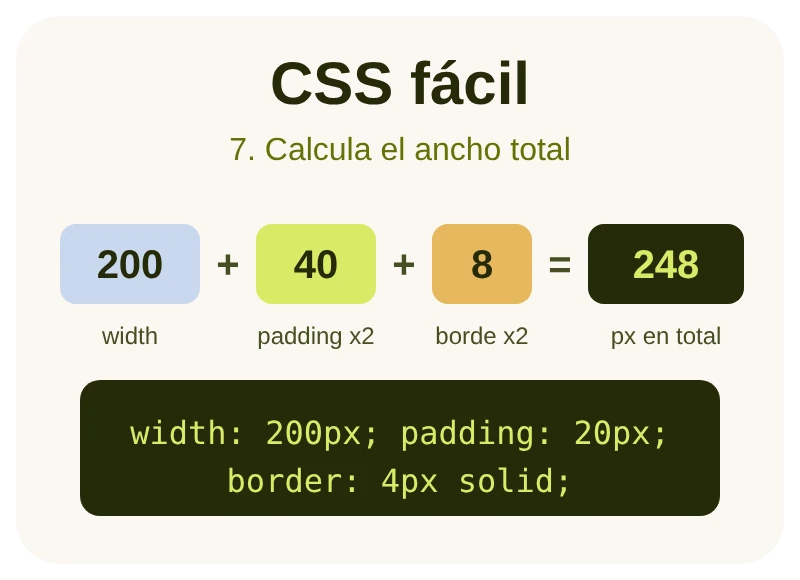 CSS fácil
7. Calcula el ancho total
200 + 40 + 8 = 248
width padding x2 borde x2 px en total
width: 200px; padding: 20px;
border: 4px solid;